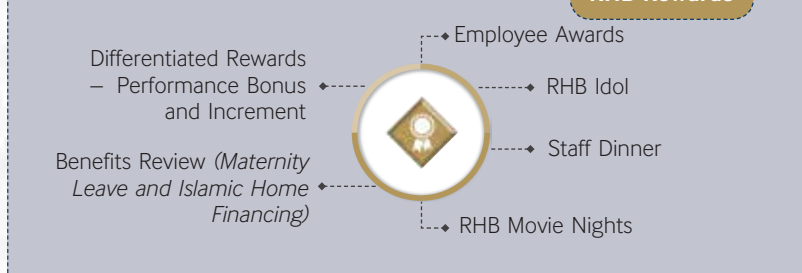 RHB Rewards
Employee Awards
Differentiated Rewards
– Performance Bonus
and Increment
RHB Idol
Staff Dinner
Benefits Review (Maternity
Leave and Islamic Home
Financing)
RHB Movie Nights